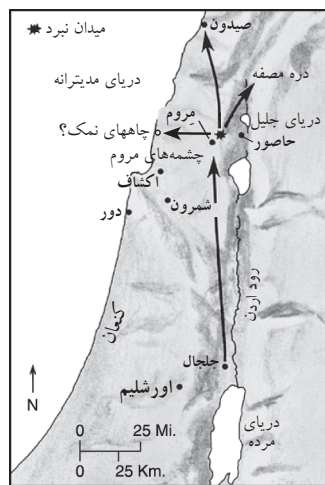 میدان نبرد
صیدون
دریای مدیترانه
دره مصفه
مروم
دریای جلیل
چاههای نمک؟
حاصور
چشمه‌های مروم
اکشاف
شمرون
دور
کنعان
رود اردن
جلجال
اورشلیم
N
دریای
مرده
0 25 Mi.
0 25 Km.